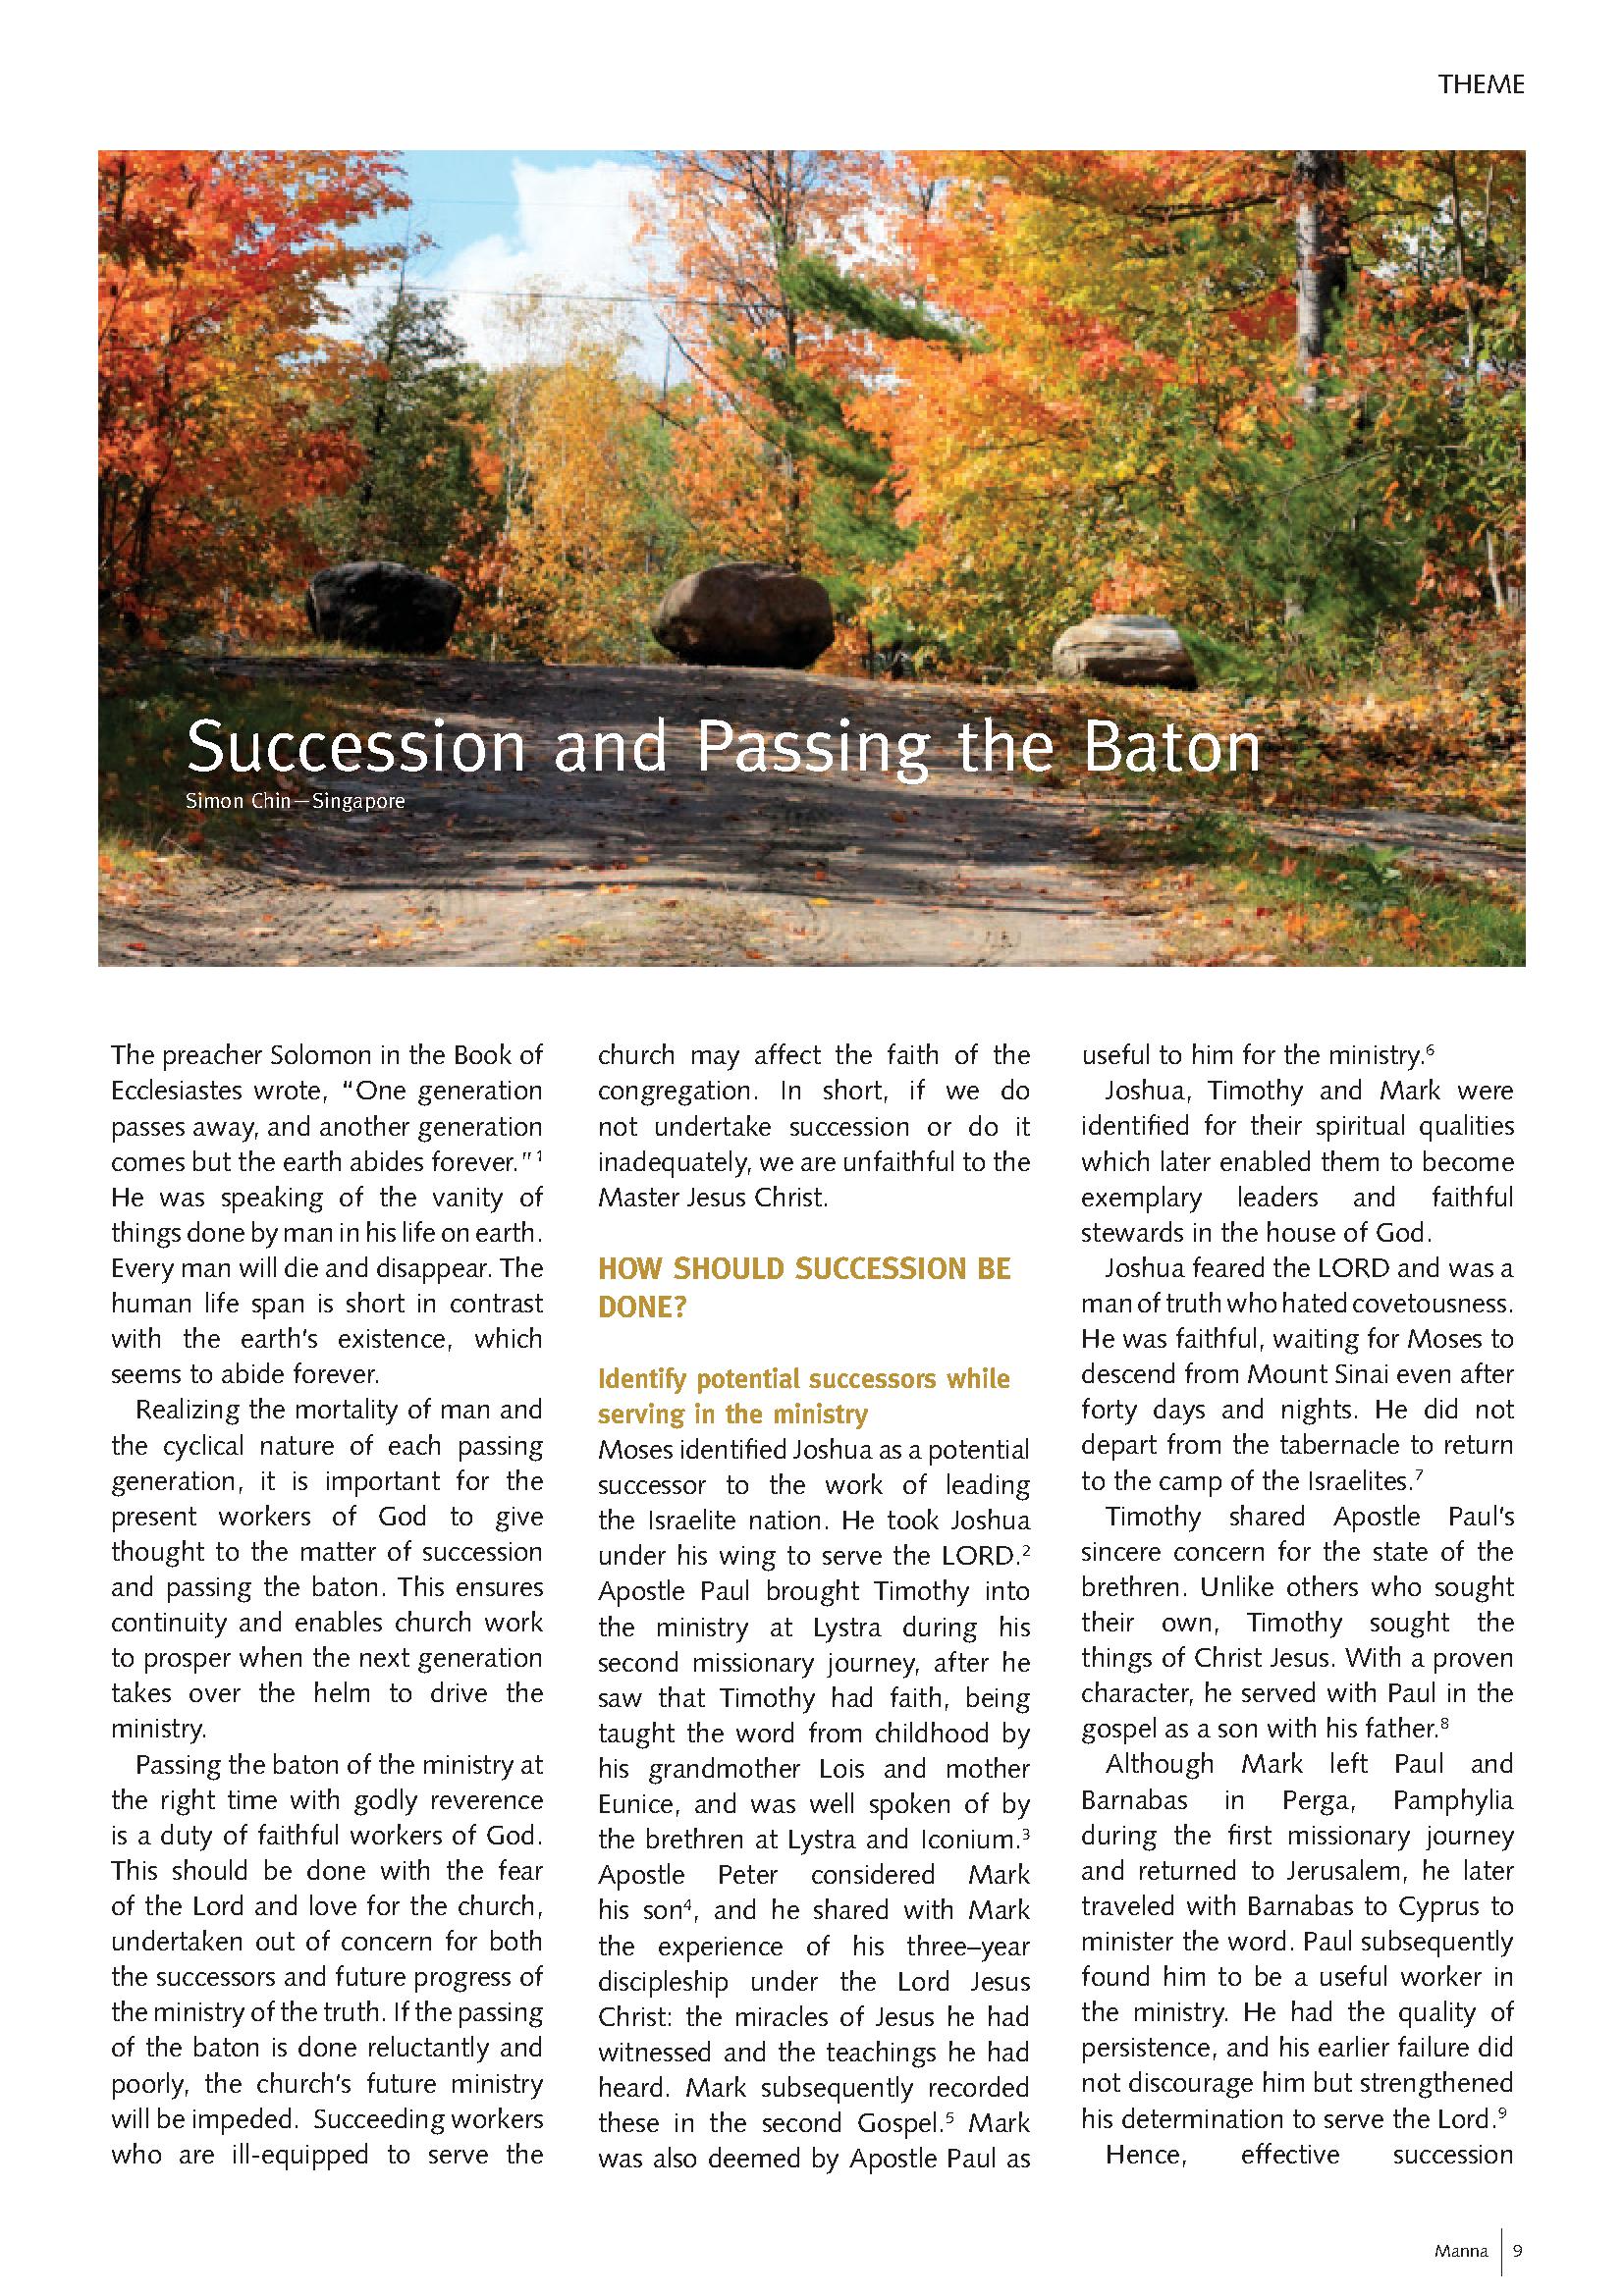 THEME
Succession and Passing the Baton
Simon Chin—Singapore
The preacher Solomon in the Book of
Ecclesiastes wrote, “One generation
passes away, and another generation
comes but the earth abides forever.”¹
He was speaking of the vanity of
things done by man in his life on earth.
Every man will die and disappear. The
human life span is short in contrast
with the earth’s existence, which
seems to abide forever.
Realizing the mortality of man and
the cyclical nature of each passing
generation, it is important for the
present workers of God to give
thought to the matter of succession
and passing the baton. This ensures
continuity and enables church work
to prosper when the next generation
takes over the helm to drive the
ministry.
Passing the baton of the ministry at
the right time with godly reverence
is a duty of faithful workers of God.
This should be done with the fear
of the Lord and love for the church,
undertaken out of concern for both
the successors and future progress of
the ministry of the truth. If the passing
of the baton is done reluctantly and
poorly, the church’s future ministry
will be impeded. Succeeding workers
who are ill-equipped to serve the
church may affect the faith of the
congregation. In short, if we do
not undertake succession or do it
inadequately, we are unfaithful to the
Master Jesus Christ.
HOW SHOULD SUCCESSION BE
DONE?
Identify potential successors while
serving in the ministry
Moses identified Joshua as a potential
successor to the work of leading
the Israelite nation. He took Joshua
under his wing to serve the LORD.²
Apostle Paul brought Timothy into
the ministry at Lystra during his
second missionary journey, after he
saw that Timothy had faith, being
taught the word from childhood by
his grandmother Lois and mother
Eunice, and was well spoken of by
the brethren at Lystra and Iconium.³
Apostle Peter considered Mark
his son⁴, and he shared with Mark
the experience of his three–year
discipleship under the Lord Jesus
Christ: the miracles of Jesus he had
witnessed and the teachings he had
heard. Mark subsequently recorded
these in the second Gospel.⁵ Mark
was also deemed by Apostle Paul as
useful to him for the ministry.⁶
Joshua, Timothy and Mark were
identified for their spiritual qualities
which later enabled them to become
exemplary leaders and faithful
stewards in the house of God.
Joshua feared the LORD and was a
man of truth who hated covetousness.
He was faithful, waiting for Moses to
descend from Mount Sinai even after
forty days and nights. He did not
depart from the tabernacle to return
to the camp of the Israelites.⁷
Timothy shared Apostle Paul’s
sincere concern for the state of the
brethren. Unlike others who sought
their own, Timothy sought the
things of Christ Jesus. With a proven
character, he served with Paul in the
gospel as a son with his father.⁸
Although Mark left Paul and
Barnabas in Perga, Pamphylia
during the first missionary journey
and returned to Jerusalem, he later
traveled with Barnabas to Cyprus to
minister the word. Paul subsequently
found him to be a useful worker in
the ministry. He had the quality of
persistence, and his earlier failure did
not discourage him but strengthened
his determination to serve the Lord.⁹
Hence, effective succession
Manna 9